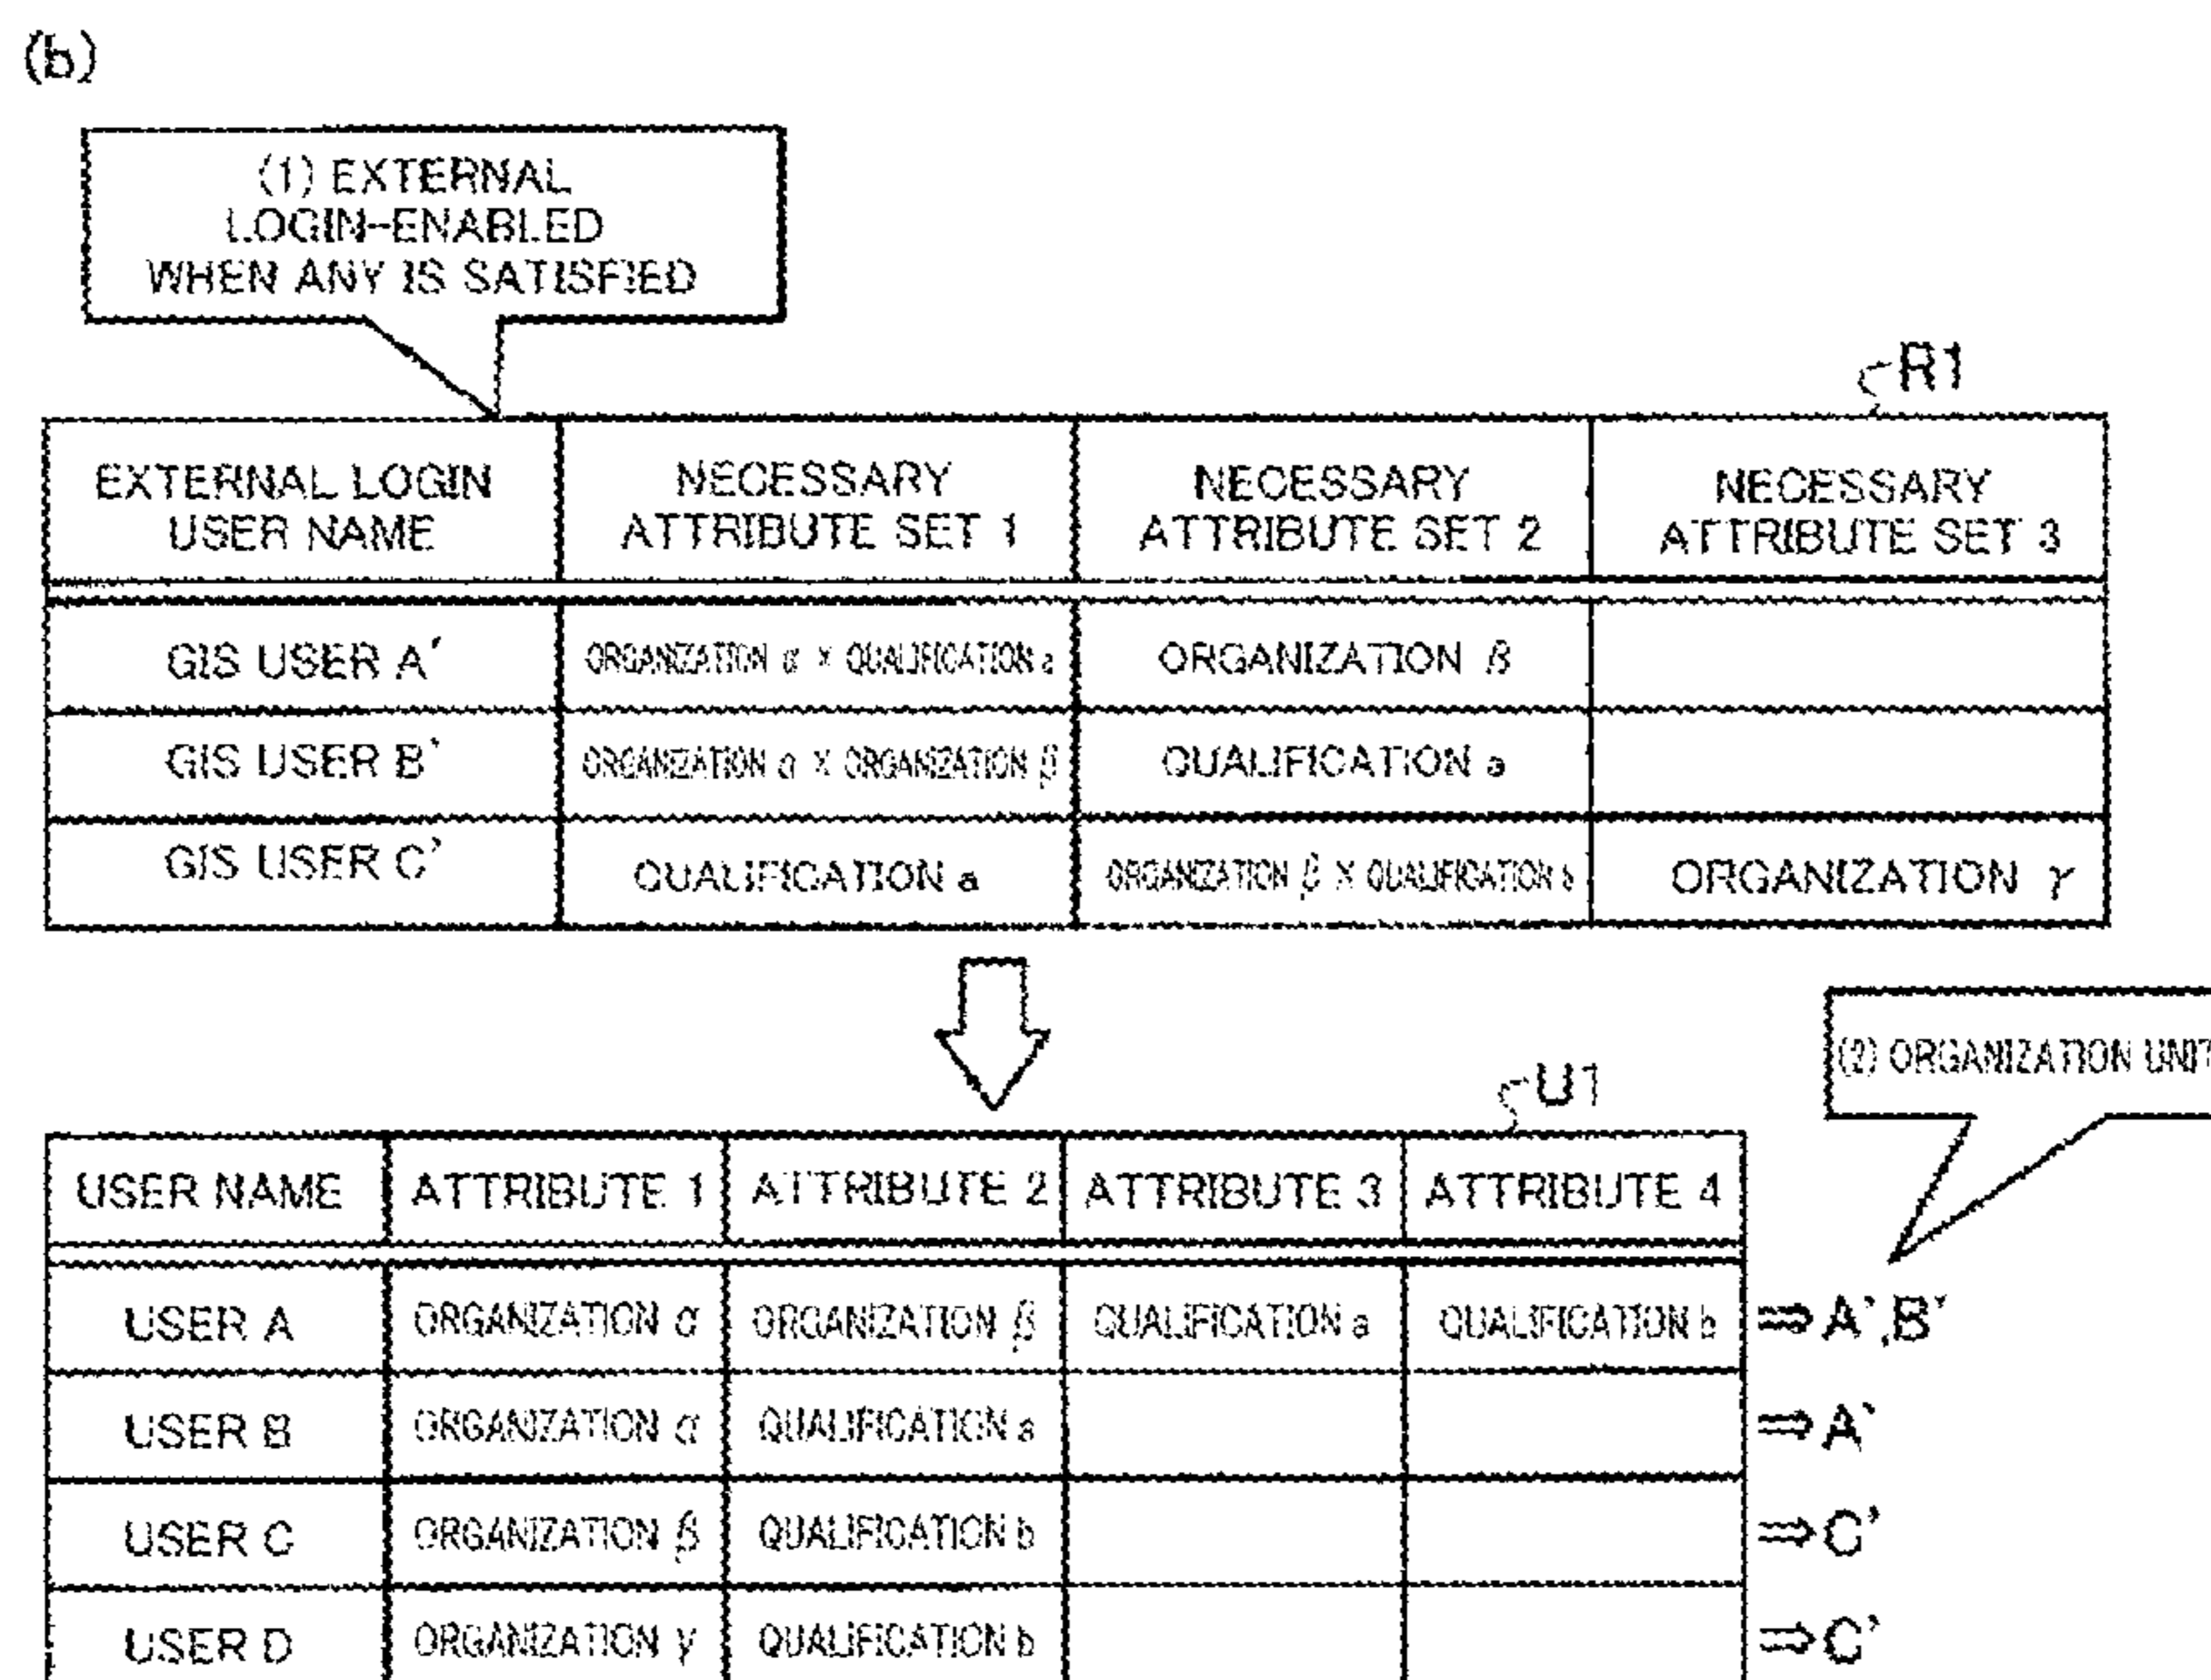 (b)
(1) EXTERNAL
LOGIN-ENABLED
WHEN ANY IS SATISFIED
R1
EXTERNAL LOGIN
USER NAME
NECESSARY
ATTRIBUTE SET 1
NECESSARY
ATTRIBUTE SET 2
NECESSARY
ATTRIBUTE SET 3
GIS USER A'
ORGANIZATION α × QUALIFICATION a
ORGANIZATION β
GIS USER B'
ORGANIZATION α × ORGANIZATION β
QUALIFICATION a
GIS USER C'
QUALIFICATION a
ORGANIZATION β × QUALIFICATION b
ORGANIZATION γ
(2) ORGANIZATION UNIT
U1
USER NAME
ATTRIBUTE 1
ATTRIBUTE 2
ATTRIBUTE 3
ATTRIBUTE 4
USER A
ORGANIZATION α
ORGANIZATION β
QUALIFICATION a
QUALIFICATION b
⇒A',B'
USER B
ORGANIZATION α
QUALIFICATION a
⇒A'
USER C
ORGANIZATION β
QUALIFICATION b
⇒C'
USER D
ORGANIZATION γ
QUALIFICATION b
⇒C'